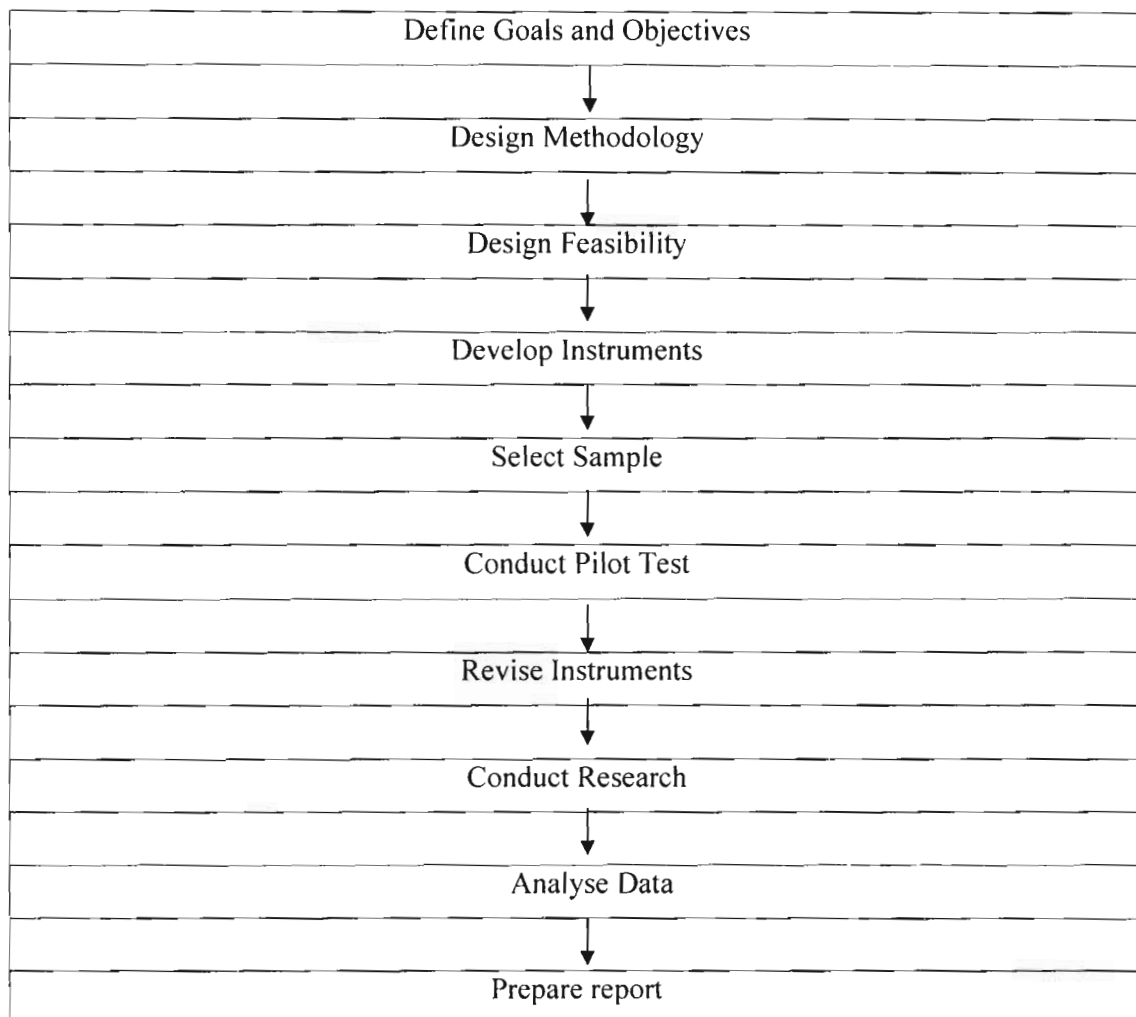 Define Goals and Objectives
Design Methodology
Design Feasibility
Develop Instruments
Select Sample
Conduct Pilot Test
Revise Instruments
Conduct Research
Analyse Data
Prepare report